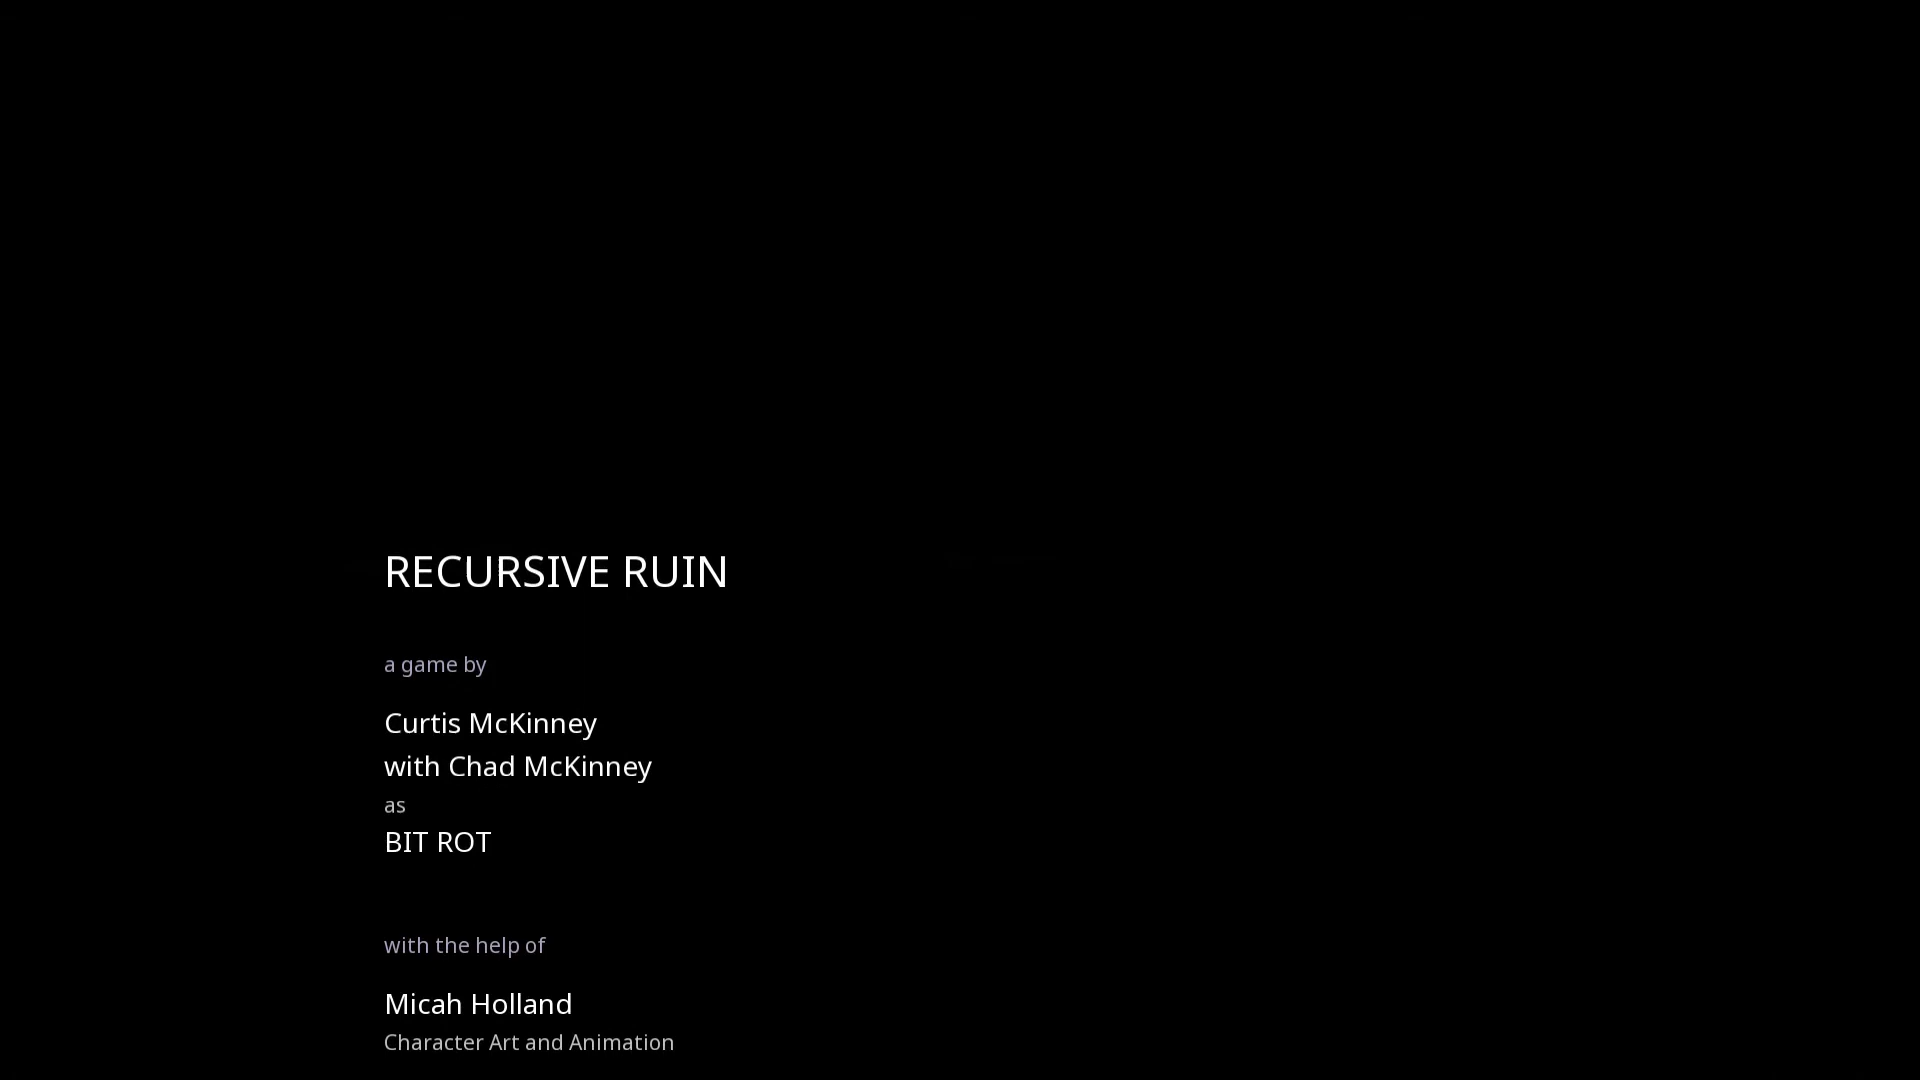 RECURSIVE RUIN
a game by
Curtis McKinney
with Chad McKinney
as
BIT ROT
with the help of
Micah Holland
Character Art and Animation